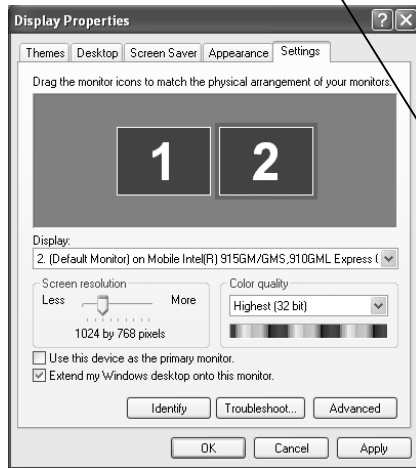 Display Properties
Themes Desktop Screen Saver Appearance Settings
Drag the monitor icons to match the physical arrangement of your monitors.
1 2
Display:
2. (Default Monitor) on Mobile Intel(R) 915GM/GMS,910GML Express (
Screen resolution
Less More
1024 by 768 pixels
Color quality
Highest (32 bit)
Use this device as the primary monitor.
Extend my Windows desktop onto this monitor.
Identify Troubleshoot... Advanced
OK Cancel Apply